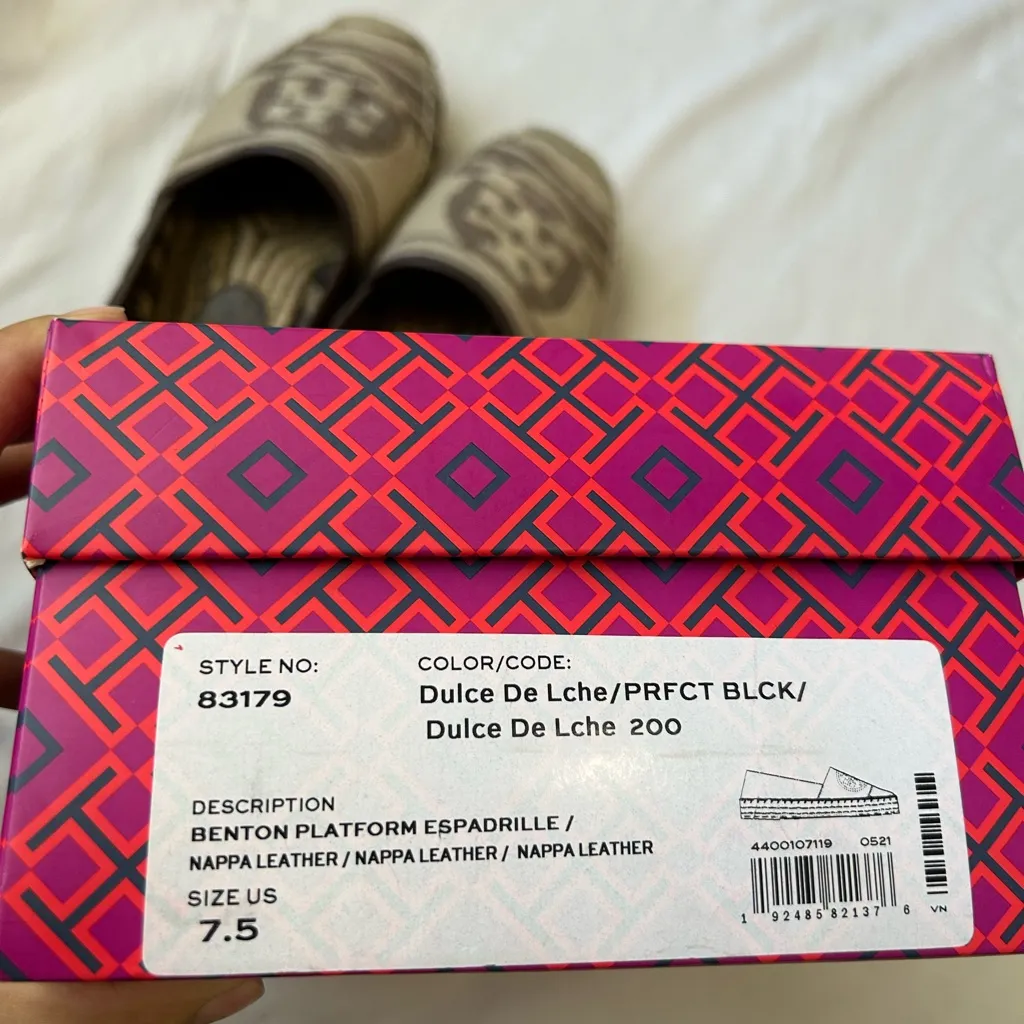 STYLE NO:
83179
COLOR/CODE:
Dulce De Lche/PRFCT BLCK/
Dulce De Lche 200
DESCRIPTION
BENTON PLATFORM ESPADRILLE /
NAPPA LEATHER / NAPPA LEATHER / NAPPA LEATHER
SIZE US
7.5
4400107119 0521
1 92485 82137 6
VN